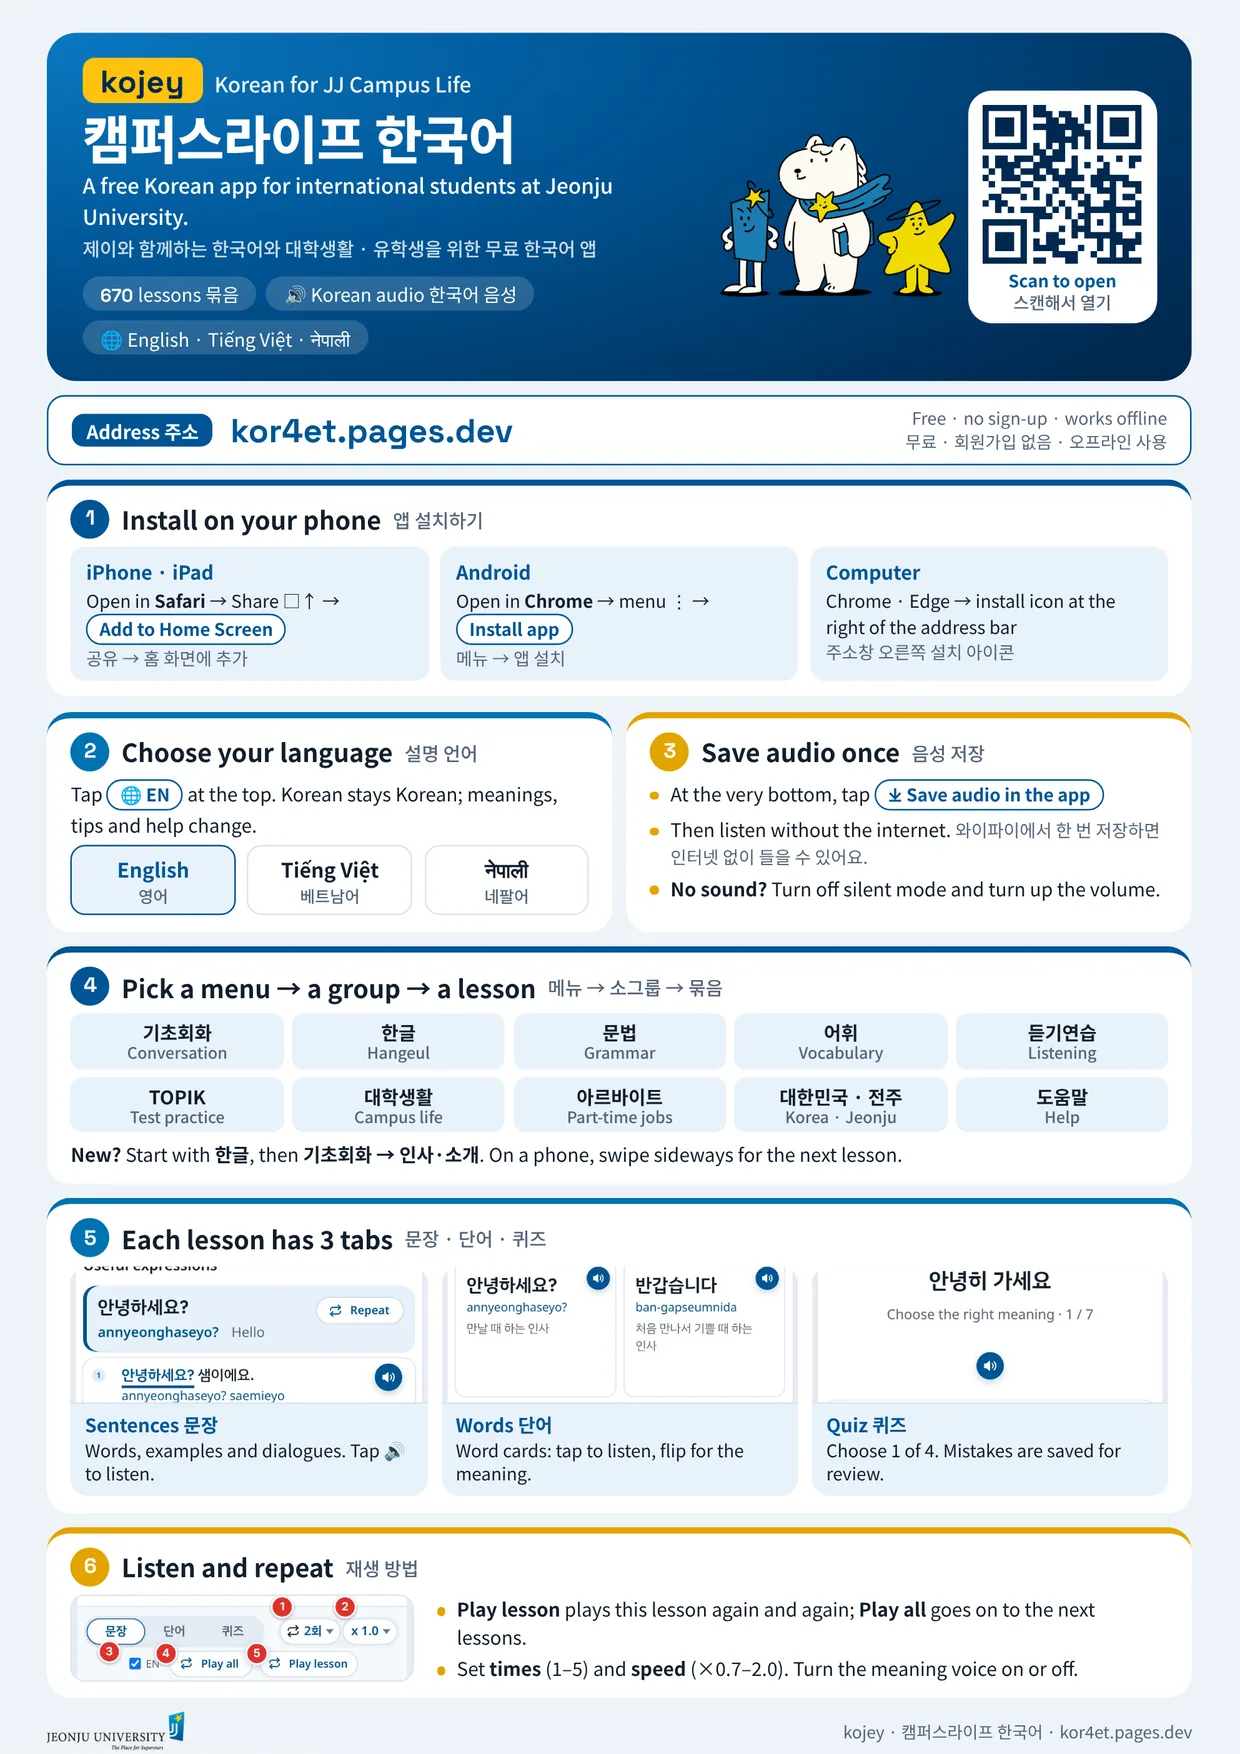 kojey Korean for JJ Campus Life
캠퍼스라이프 한국어
A free Korean app for international students at Jeonju
University.
제이와 함께하는 한국어와 대학생활 · 유학생을 위한 무료 한국어 앱
670 lessons 묶음
🔊 Korean audio 한국어 음성
🌐 English · Tiếng Việt · नेपाली
Scan to open
스캔해서 열기
Address 주소 kor4et.pages.dev
Free · no sign-up · works offline
무료 · 회원가입 없음 · 오프라인 사용
1 Install on your phone 앱 설치하기
iPhone · iPad
Open in Safari → Share □↑ →
Add to Home Screen
공유 → 홈 화면에 추가
Android
Open in Chrome → menu ⋮ →
Install app
메뉴 → 앱 설치
Computer
Chrome · Edge → install icon at the
right of the address bar
주소창 오른쪽 설치 아이콘
2 Choose your language 설명 언어
Tap 🌐 EN at the top. Korean stays Korean; meanings,
tips and help change.
English
영어
Tiếng Việt
베트남어
नेपाली
네팔어
3 Save audio once 음성 저장
• At the very bottom, tap ↓ Save audio in the app
• Then listen without the internet. 와이파이에서 한 번 저장하면
인터넷 없이 들을 수 있어요.
• No sound? Turn off silent mode and turn up the volume.
4 Pick a menu → a group → a lesson 메뉴 → 소그룹 → 묶음
기초회화
Conversation
한글
Hangeul
문법
Grammar
어휘
Vocabulary
듣기연습
Listening
TOPIK
Test practice
대학생활
Campus life
아르바이트
Part-time jobs
대한민국 · 전주
Korea · Jeonju
도움말
Help
New? Start with 한글, then 기초회화 → 인사·소개. On a phone, swipe sideways for the next lesson.
5 Each lesson has 3 tabs 문장 · 단어 · 퀴즈
Useful expressions
안녕하세요?
annyeonghaseyo? Hello
Repeat
1 안녕하세요? 샘이에요.
annyeonghaseyo? saemieyo
Sentences 문장
Words, examples and dialogues. Tap 🔊
to listen.
안녕하세요?
annyeonghaseyo?
만날 때 하는 인사
반갑습니다
ban-gapseumnida
처음 만나서 기쁠 때 하는
인사
Words 단어
Word cards: tap to listen, flip for the
meaning.
안녕히 가세요
Choose the right meaning · 1 / 7
Quiz 퀴즈
Choose 1 of 4. Mistakes are saved for
review.
6 Listen and repeat 재생 방법
1 2
문장 단어 퀴즈 2회 x 1.0
3 4 5
EN Play all Play lesson
• Play lesson plays this lesson again and again; Play all goes on to the next
lessons.
• Set times (1–5) and speed (×0.7–2.0). Turn the meaning voice on or off.
JEONJU UNIVERSITY
The Place for Superstars
kojey · 캠퍼스라이프 한국어 · kor4et.pages.dev